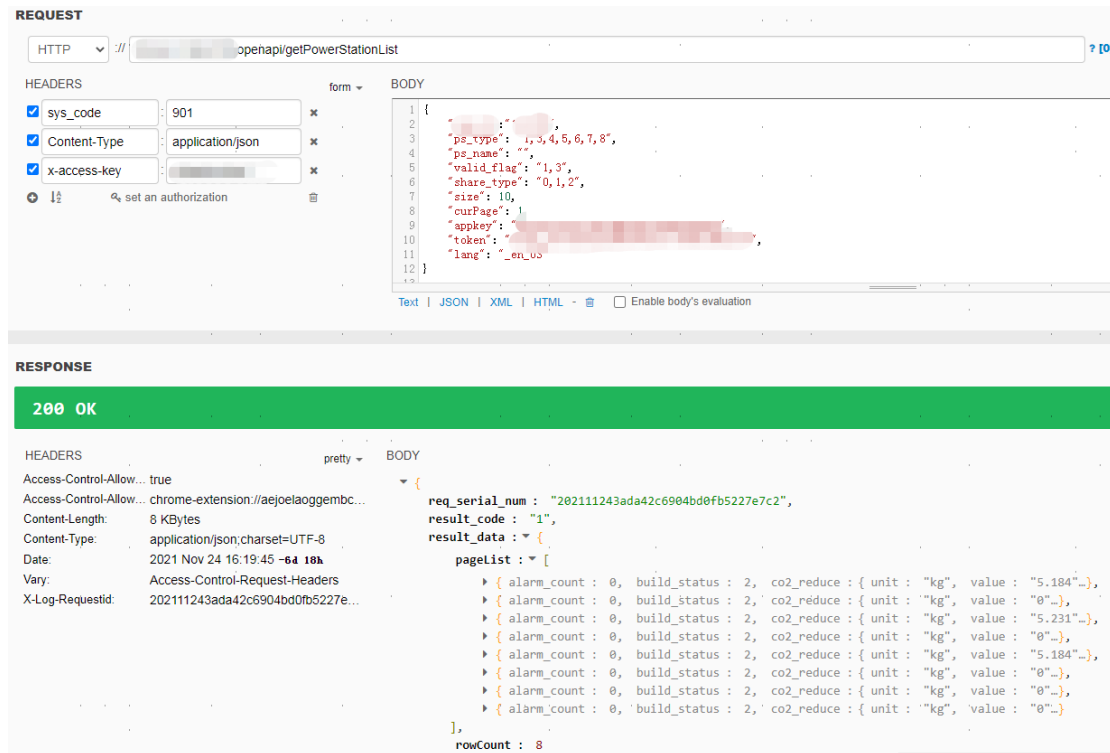 REQUEST
HTTP :// openapi/getPowerStationList ? [0
HEADERS form BODY
sys_code : 901
Content-Type : application/json
x-access-key :
set an authorization
1 {
2 " : " ",
3 "ps_type": "1,3,4,5,6,7,8",
4 "ps_name": "",
5 "valid_flag": "1,3",
6 "share_type": "0,1,2",
7 "size": 10,
8 "curPage": 1
9 "appkey": "
10 "token": " ",
11 "lang": "_en_US"
12 }
13
Text | JSON | XML | HTML - Enable body's evaluation
RESPONSE
200 OK
HEADERS pretty
Access-Control-Allow... true
Access-Control-Allow... chrome-extension://aejoelaoggembc...
Content-Length: 8 KBytes
Content-Type: application/json;charset=UTF-8
Date: 2021 Nov 24 16:19:45 -6d 18h
Vary: Access-Control-Request-Headers
X-Log-Requestid: 202111243ada42c6904bd0fb5227e...
BODY
{
req_serial_num : "202111243ada42c6904bd0fb5227e7c2",
result_code : "1",
result_data : {
pageList : [
{ alarm_count : 0, build_status : 2, co2_reduce : { unit : "kg", value : "5.184"…},
{ alarm_count : 0, build_status : 2, co2_reduce : { unit : "kg", value : "0"…},
{ alarm_count : 0, build_status : 2, co2_reduce : { unit : "kg", value : "5.231"…},
{ alarm_count : 0, build_status : 2, co2_reduce : { unit : "kg", value : "0"…},
{ alarm_count : 0, build_status : 2, co2_reduce : { unit : "kg", value : "5.184"…},
{ alarm_count : 0, build_status : 2, co2_reduce : { unit : "kg", value : "0"…},
{ alarm_count : 0, build_status : 2, co2_reduce : { unit : "kg", value : "0"…},
{ alarm_count : 0, build_status : 2, co2_reduce : { unit : "kg", value : "0"…}
],
rowCount : 8